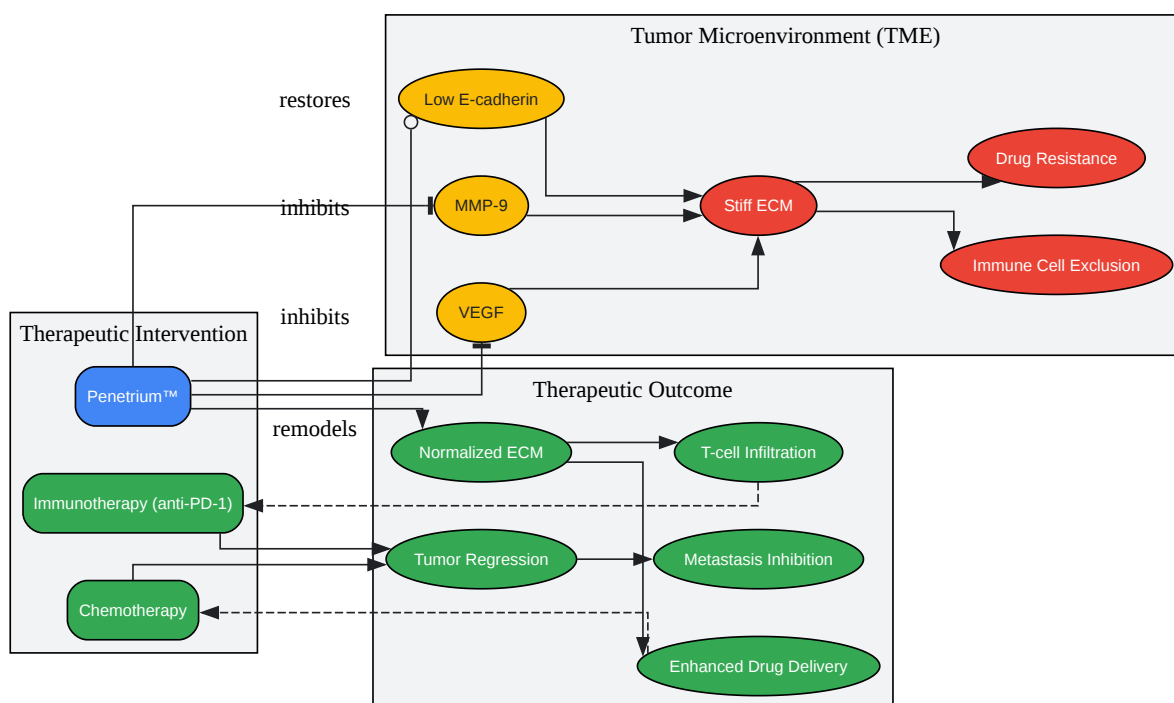 Tumor Microenvironment (TME)
restores
Low E-cadherin
Drug Resistance
inhibits
MMP-9
Stiff ECM
Immune Cell Exclusion
inhibits
VEGF
Therapeutic Intervention
Penetrium™
Immunotherapy (anti-PD-1)
Chemotherapy
remodels
Therapeutic Outcome
Normalized ECM
T-cell Infiltration
Tumor Regression
Metastasis Inhibition
Enhanced Drug Delivery